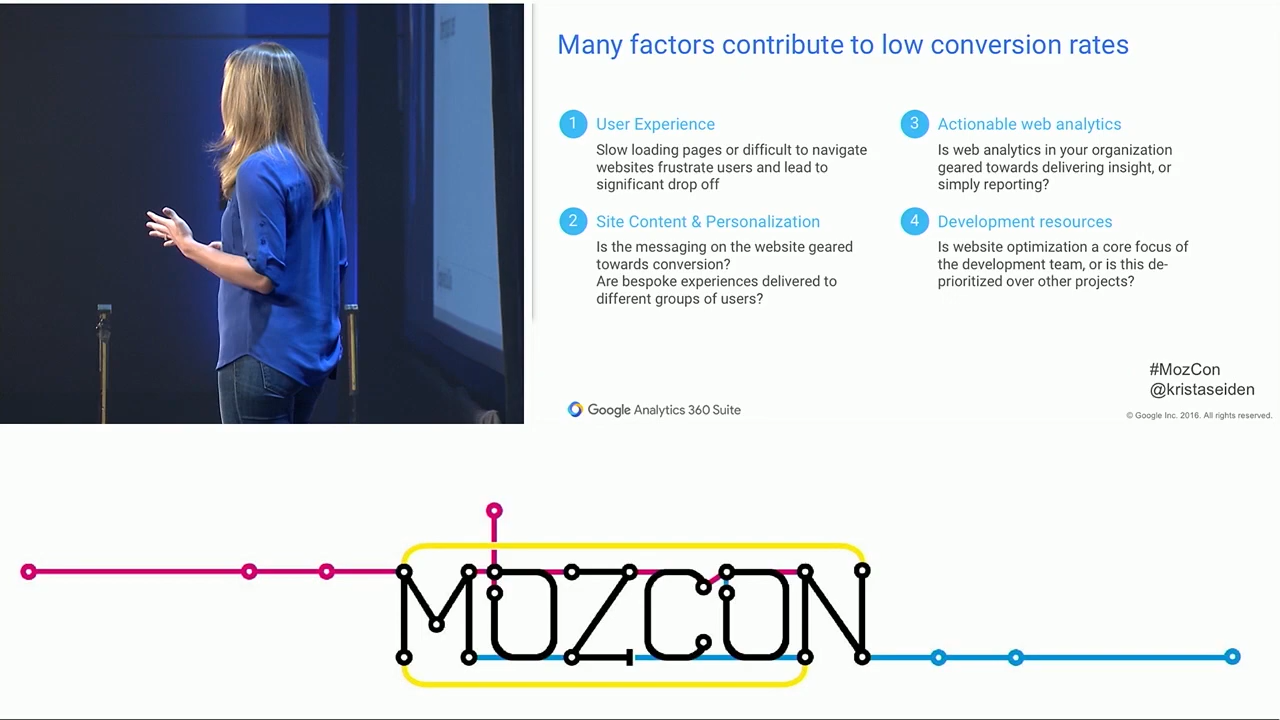 Many factors contribute to low conversion rates
1 User Experience
Slow loading pages or difficult to navigate
websites frustrate users and lead to
significant drop off
2 Site Content & Personalization
Is the messaging on the website geared
towards conversion?
Are bespoke experiences delivered to
different groups of users?
3 Actionable web analytics
Is web analytics in your organization
geared towards delivering insight, or
simply reporting?
4 Development resources
Is website optimization a core focus of
the development team, or is this de-
prioritized over other projects?
#MozCon
@kristaseiden
Google Analytics 360 Suite
© Google Inc. 2016. All rights reserved.
MOZCON